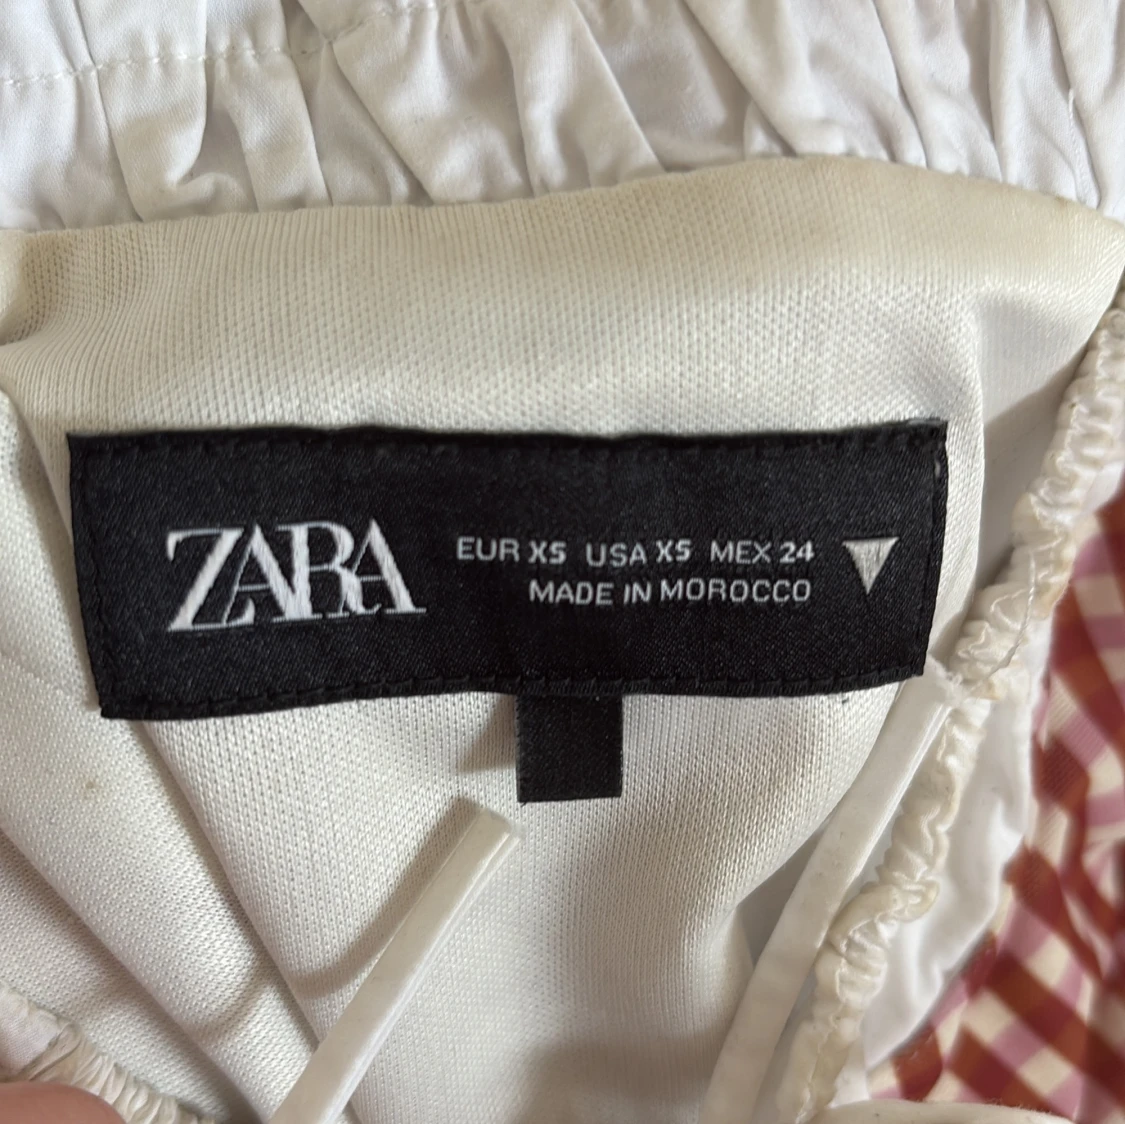 ZARA
EUR XS USA XS MEX 24
MADE IN MOROCCO